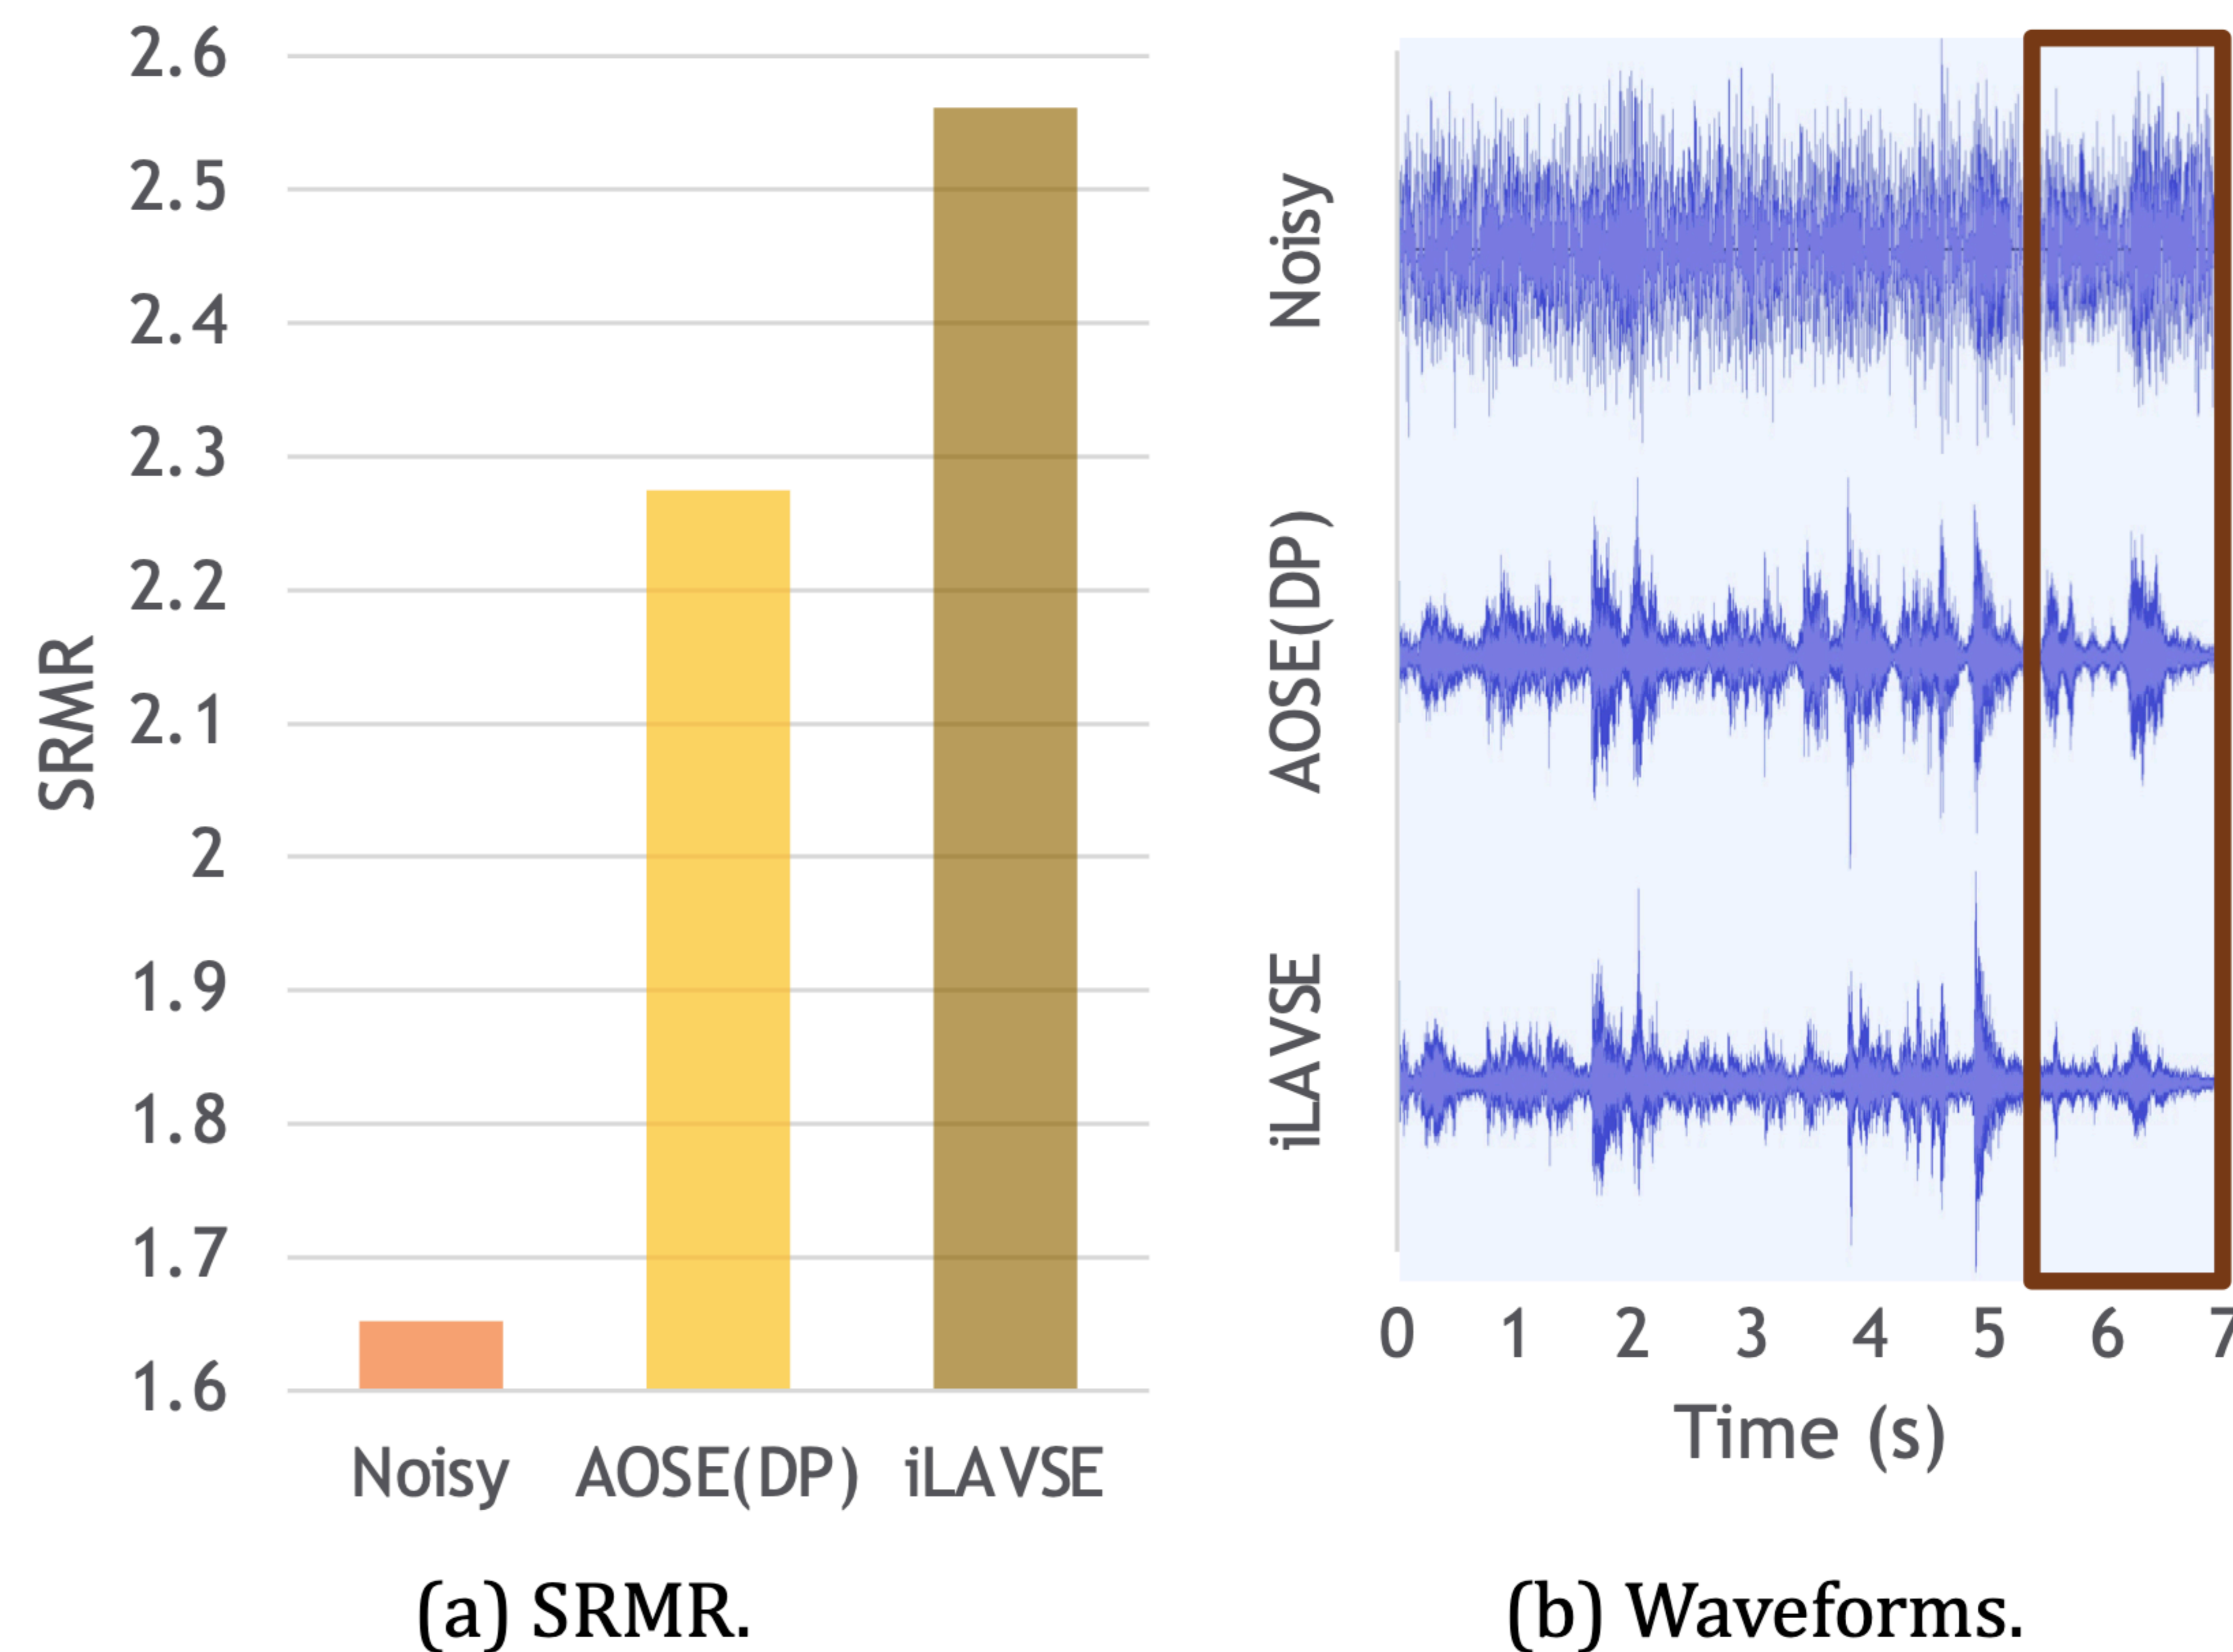 2.6
2.5
2.4
2.3
2.2
2.1
2
1.9
1.8
1.7
1.6
SRMR
Noisy AOSE(DP) iLAVSE
(a) SRMR.
Noisy
AOSE(DP)
iLAVSE
0 1 2 3 4 5 6 7
Time (s)
(b) Waveforms.